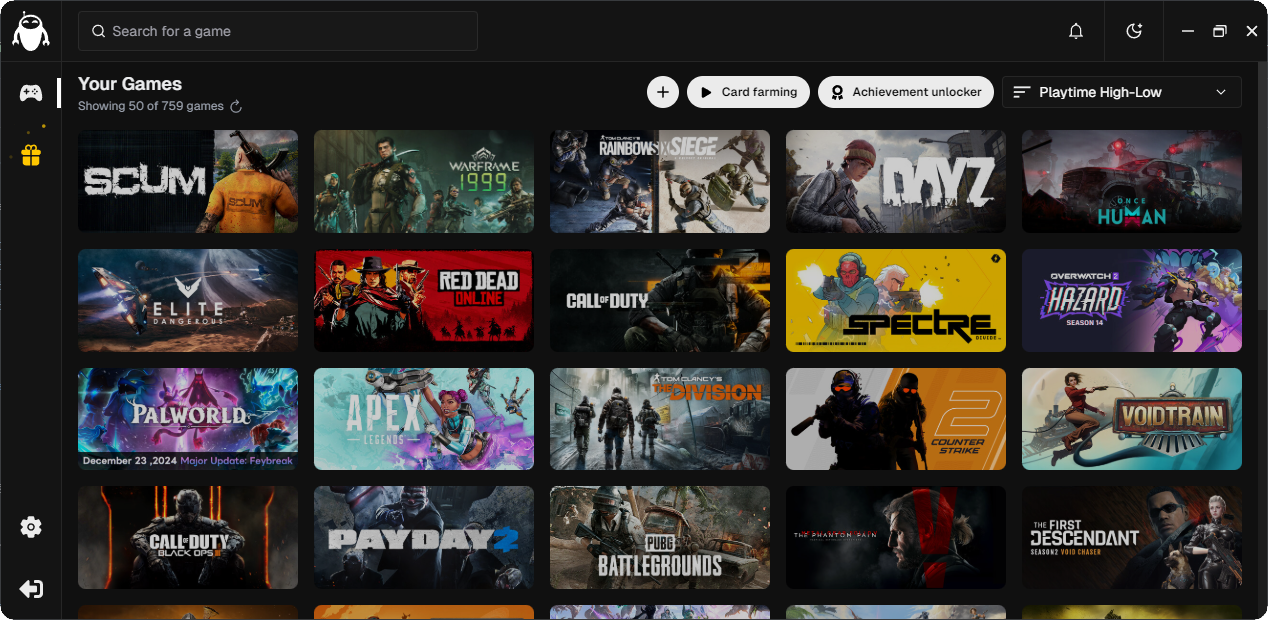 Search for a game
Your Games
Showing 50 of 759 games
Card farming
Achievement unlocker
Playtime High-Low
SCUM
SCUM
WARFRAME
1999
TOM CLANCY'S
RAINBOW SIX SIEGE
DAYZ
ONCE
HUMAN
ELITE
DANGEROUS
RED DEAD
ONLINE
CALL OF DUTY
SPECTRE
DIVIDE
OVERWATCH 2
HAZARD
SEASON 14
PALWORLD
December 23 ,2024 Major Update: Feybreak
APEX
LEGENDS
TOM CLANCY'S
THE DIVISION
2
COUNTER
STRIKE
VOIDTRAIN
CALL OF DUTY
BLACK OPS III
PAYDAY 2
PUBG
BATTLEGROUNDS
THE PHANTOM PAIN
THE FIRST
DESCENDANT
SEASON2 VOID CHASER